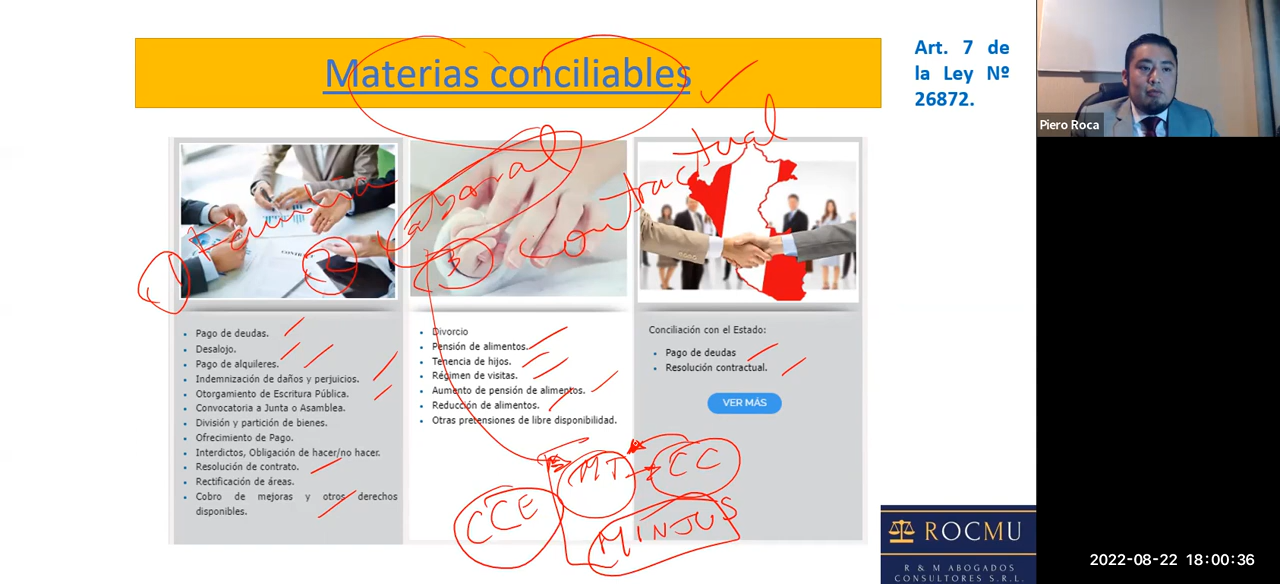 Materias conciliables
Art. 7 de
la Ley Nº
26872.
Piero Roca
1) Familia
2) Laboral
3) Contractual
Pago de deudas.
Desalojo.
Pago de alquileres.
Indemnización de daños y perjuicios.
Otorgamiento de Escritura Pública.
Convocatoria a Junta o Asamblea.
División y partición de bienes.
Ofrecimiento de Pago.
Interdictos, Obligación de hacer/no hacer.
Resolución de contrato.
Rectificación de áreas.
Cobro de mejoras y otros derechos
disponibles.
Divorcio
Pensión de alimentos.
Tenencia de hijos.
Régimen de visitas.
Aumento de pensión de alimentos.
Reducción de alimentos.
Otras pretensiones de libre disponibilidad.
Conciliación con el Estado:
Pago de deudas
Resolución contractual.
VER MÁS
MT
CC
CCE
MINJUS
ROCMU
R & M ABOGADOS
CONSULTORES S.R.L.
2022-08-22 18:00:36